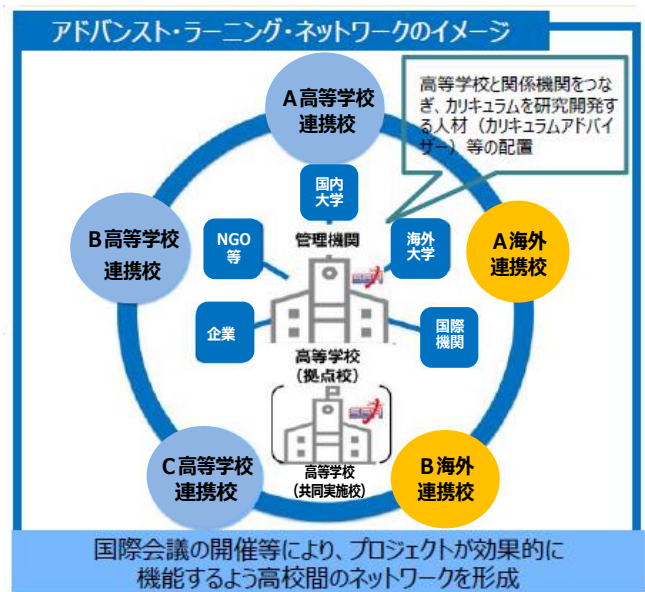 アドバンスト・ラーニング・ネットワークのイメージ
高等学校と関係機関をつな
ぎ、カリキュラムを研究開発す
る人材（カリキュラムアドバイ
ザー）等の配置
A高等学校
連携校
国内
大学
B高等学校
連携校
NGO
等
管理機関
海外
大学
A海外
連携校
企業
国際
機関
高等学校
（拠点校）
C高等学校
連携校
高等学校
（共同実施校）
B海外
連携校
国際会議の開催等により、プロジェクトが効果的に
機能するよう高校間のネットワークを形成